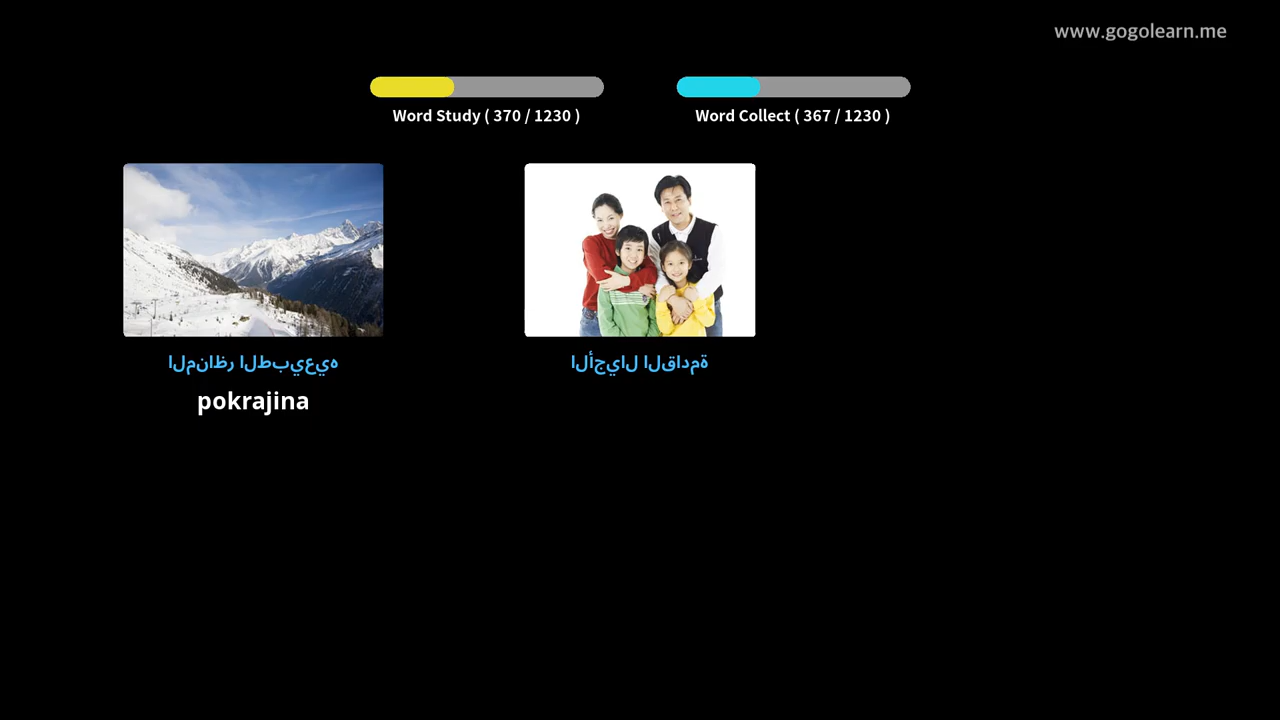 www.gogolearn.me
Word Study ( 370 / 1230 )
Word Collect ( 367 / 1230 )
المناظر الطبيعيه
pokrajina
الأجيال القادمة